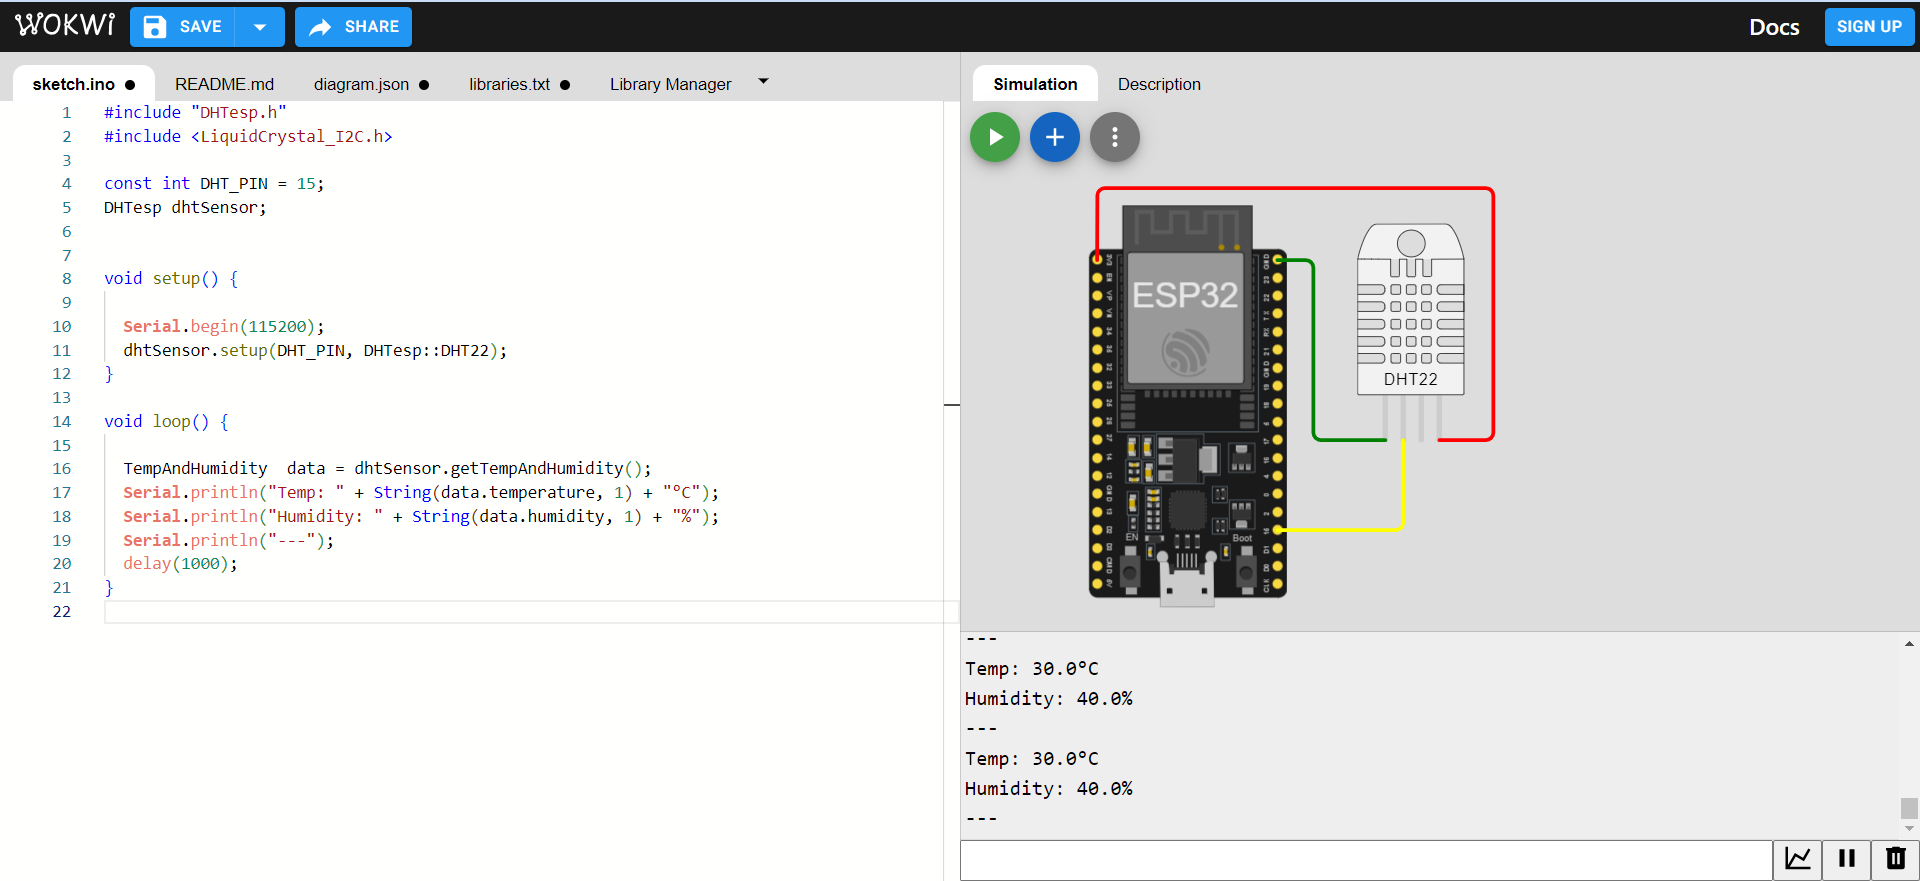 WOKWi SAVE SHARE Docs SIGN UP
sketch.ino ● README.md diagram.json ● libraries.txt ● Library Manager
Simulation Description
1 #include "DHTesp.h"
2 #include <LiquidCrystal_I2C.h>
3
4 const int DHT_PIN = 15;
5 DHTesp dhtSensor;
6
7
8 void setup() {
9
10 Serial.begin(115200);
11 dhtSensor.setup(DHT_PIN, DHTesp::DHT22);
12 }
13
14 void loop() {
15
16 TempAndHumidity  data = dhtSensor.getTempAndHumidity();
17 Serial.println("Temp: " + String(data.temperature, 1) + "°C");
18 Serial.println("Humidity: " + String(data.humidity, 1) + "%");
19 Serial.println("---");
20 delay(1000);
21 }
22
ESP32
DHT22
EN
Boot
---
Temp: 30.0°C
Humidity: 40.0%
---
Temp: 30.0°C
Humidity: 40.0%
---